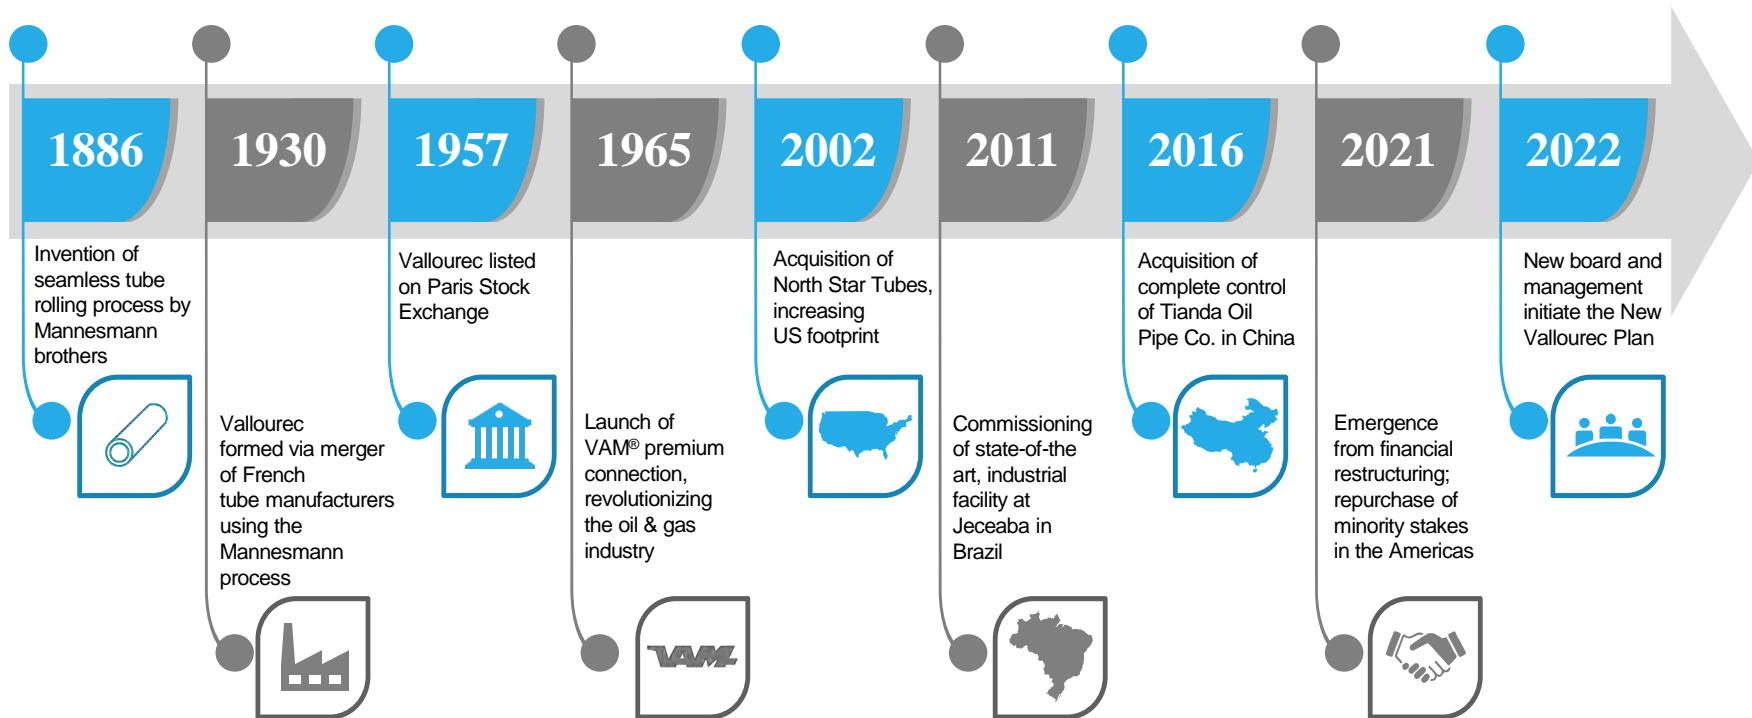 1886
1930
1957
1965
2002
2011
2016
2021
2022
Invention of
seamless tube
rolling process by
Mannesmann
brothers
Vallourec
formed via merger
of French
tube manufacturers
using the
Mannesmann
process
Vallourec listed
on Paris Stock
Exchange
Launch of
VAM® premium
connection,
revolutionizing
the oil & gas
industry
VAM
Acquisition of
North Star Tubes,
increasing
US footprint
Commissioning
of state-of-the
art, industrial
facility at
Jeceaba in
Brazil
Acquisition of
complete control
of Tianda Oil
Pipe Co. in China
Emergence
from financial
restructuring;
repurchase of
minority stakes
in the Americas
New board and
management
initiate the New
Vallourec Plan